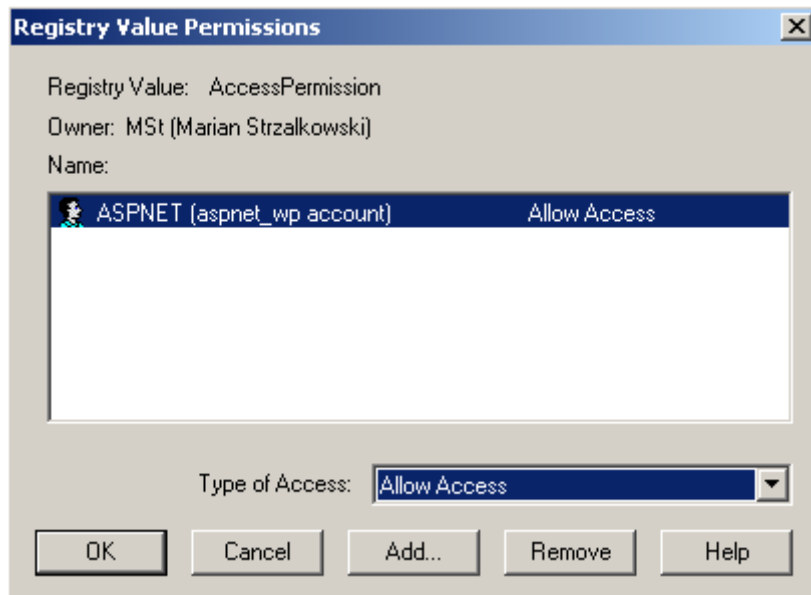 Registry Value Permissions
Registry Value: AccessPermission
Owner: MSt (Marian Strzalkowski)
Name:
ASPNET (aspnet_wp account) Allow Access
Type of Access: Allow Access
OK Cancel Add... Remove Help